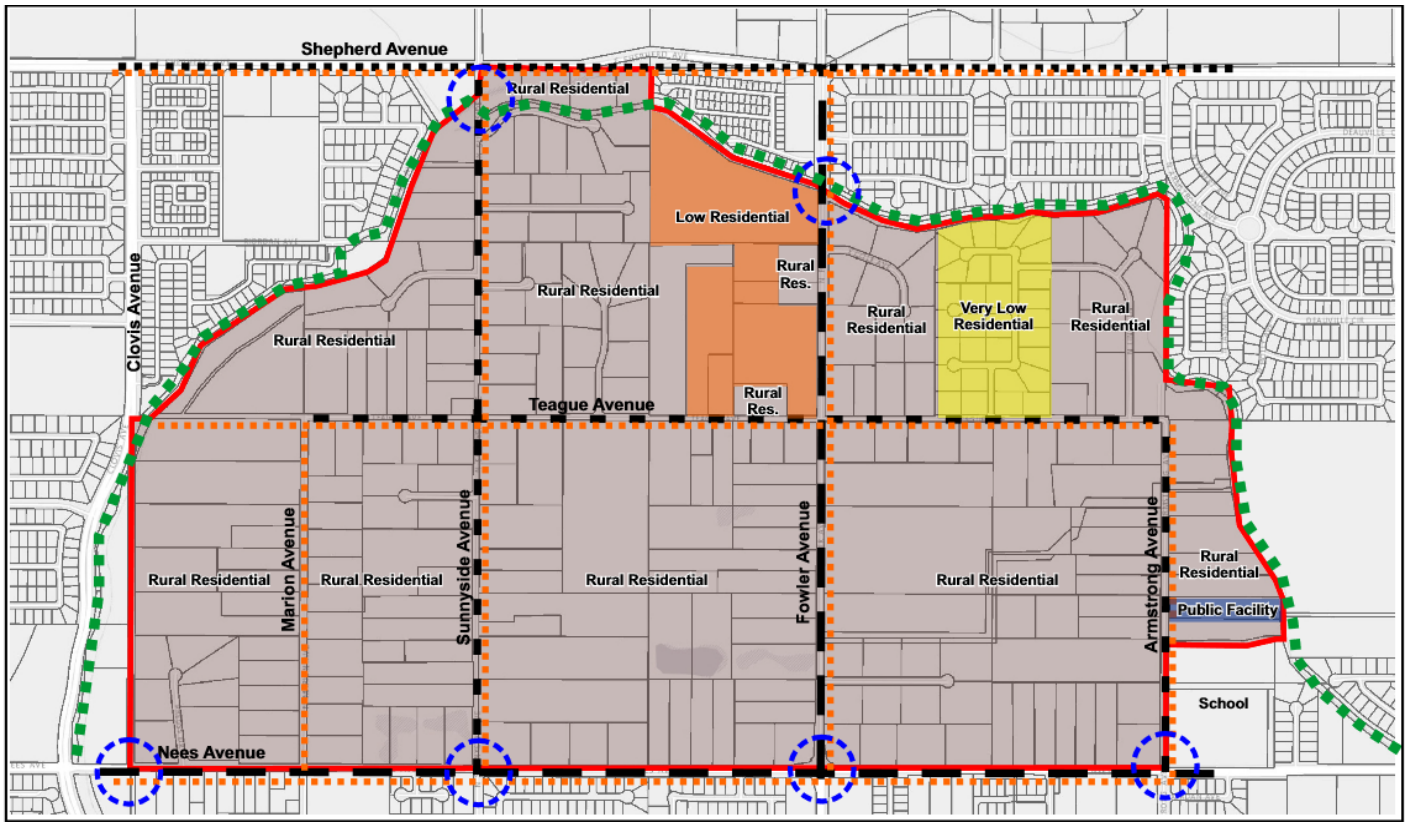 Shepherd Avenue
Rural Residential
Low Residential
Clovis Avenue
Rural
Res.
Rural Residential
Rural
Residential
Very Low
Residential
Rural
Residential
Rural Residential
Rural
Res.
Teague Avenue
Marion Avenue
Sunnyside Avenue
Fowler Avenue
Armstrong Avenue
Rural Residential
Rural Residential
Rural Residential
Rural Residential
Rural
Residential
Public Facility
School
Nees Avenue
CLOVIS AVE